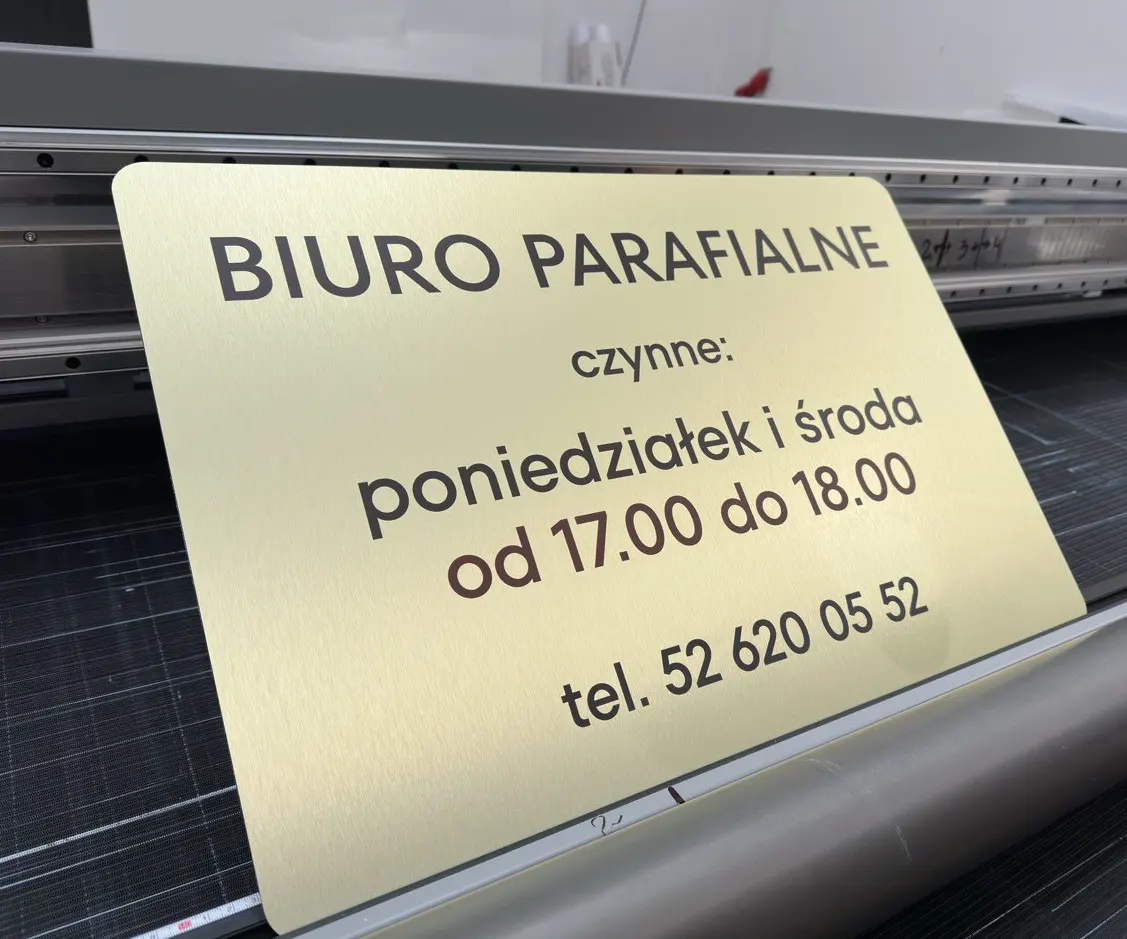 BIURO PARAFIALNE
czynne:
poniedziałek i środa
od 17.00 do 18.00
tel. 52 620 05 52